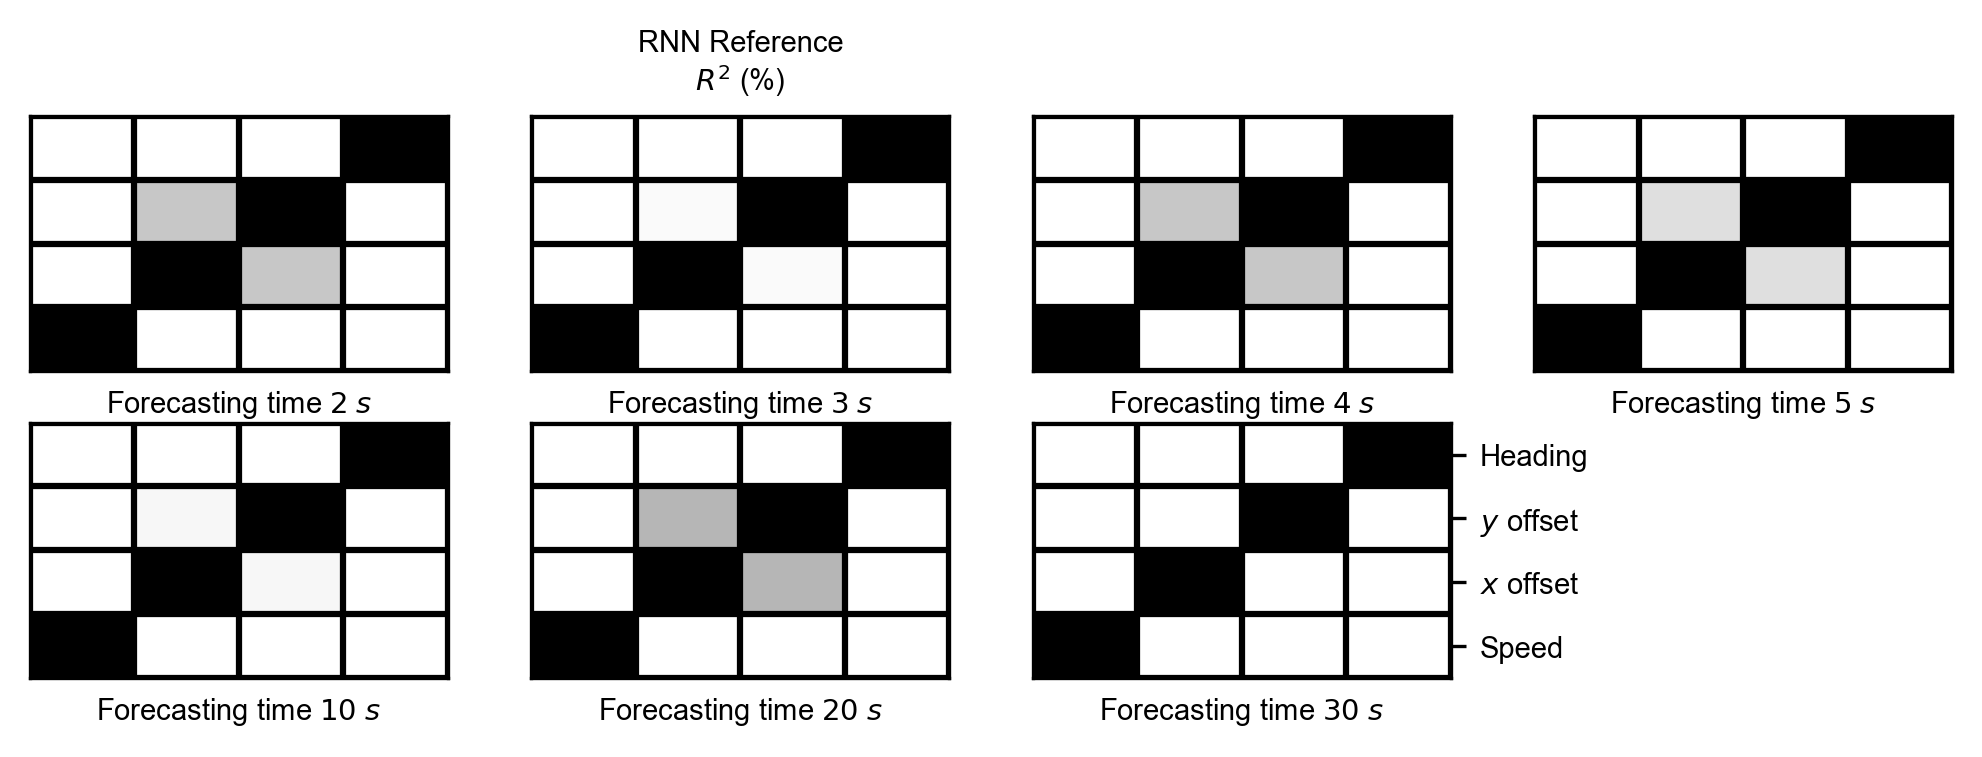 RNN Reference
R² (%)
Forecasting time 2 s
Forecasting time 3 s
Forecasting time 4 s
Forecasting time 5 s
Heading
y offset
x offset
Speed
Forecasting time 10 s
Forecasting time 20 s
Forecasting time 30 s